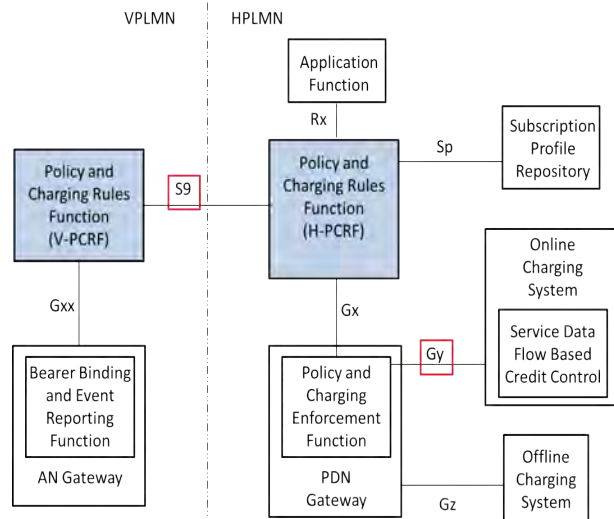 VPLMN
HPLMN
Application
Function
Rx
Policy and
Charging Rules
Function
(V-PCRF)
S9
Policy and
Charging Rules
Function
(H-PCRF)
Sp
Subscription
Profile
Repository
Gxx
Gx
Online
Charging
System
Service Data
Flow Based
Credit Control
Gy
Bearer Binding
and Event
Reporting
Function
AN Gateway
Policy and
Charging
Enforcement
Function
PDN
Gateway
Gz
Offline
Charging
System